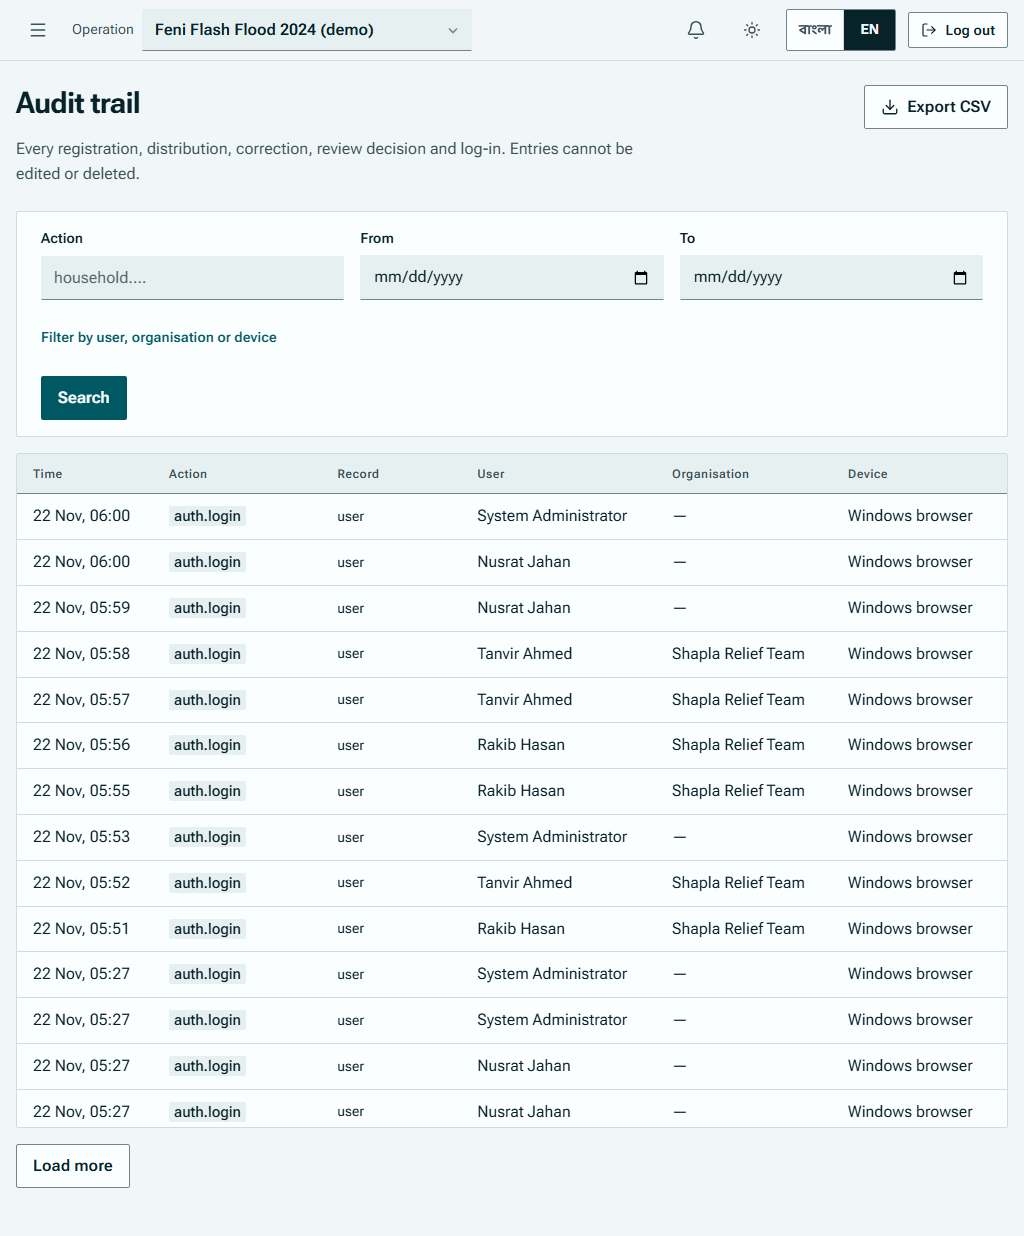 Operation Feni Flash Flood 2024 (demo) বাংলা EN Log out
Audit trail
Export CSV
Every registration, distribution, correction, review decision and log-in. Entries cannot be
edited or deleted.
Action From To
household.... mm/dd/yyyy mm/dd/yyyy
Filter by user, organisation or device
Search
Time Action Record User Organisation Device
22 Nov, 06:00 auth.login user System Administrator — Windows browser
22 Nov, 06:00 auth.login user Nusrat Jahan — Windows browser
22 Nov, 05:59 auth.login user Nusrat Jahan — Windows browser
22 Nov, 05:58 auth.login user Tanvir Ahmed Shapla Relief Team Windows browser
22 Nov, 05:57 auth.login user Tanvir Ahmed Shapla Relief Team Windows browser
22 Nov, 05:56 auth.login user Rakib Hasan Shapla Relief Team Windows browser
22 Nov, 05:55 auth.login user Rakib Hasan Shapla Relief Team Windows browser
22 Nov, 05:53 auth.login user System Administrator — Windows browser
22 Nov, 05:52 auth.login user Tanvir Ahmed Shapla Relief Team Windows browser
22 Nov, 05:51 auth.login user Rakib Hasan Shapla Relief Team Windows browser
22 Nov, 05:27 auth.login user System Administrator — Windows browser
22 Nov, 05:27 auth.login user System Administrator — Windows browser
22 Nov, 05:27 auth.login user Nusrat Jahan — Windows browser
22 Nov, 05:27 auth.login user Nusrat Jahan — Windows browser
Load more